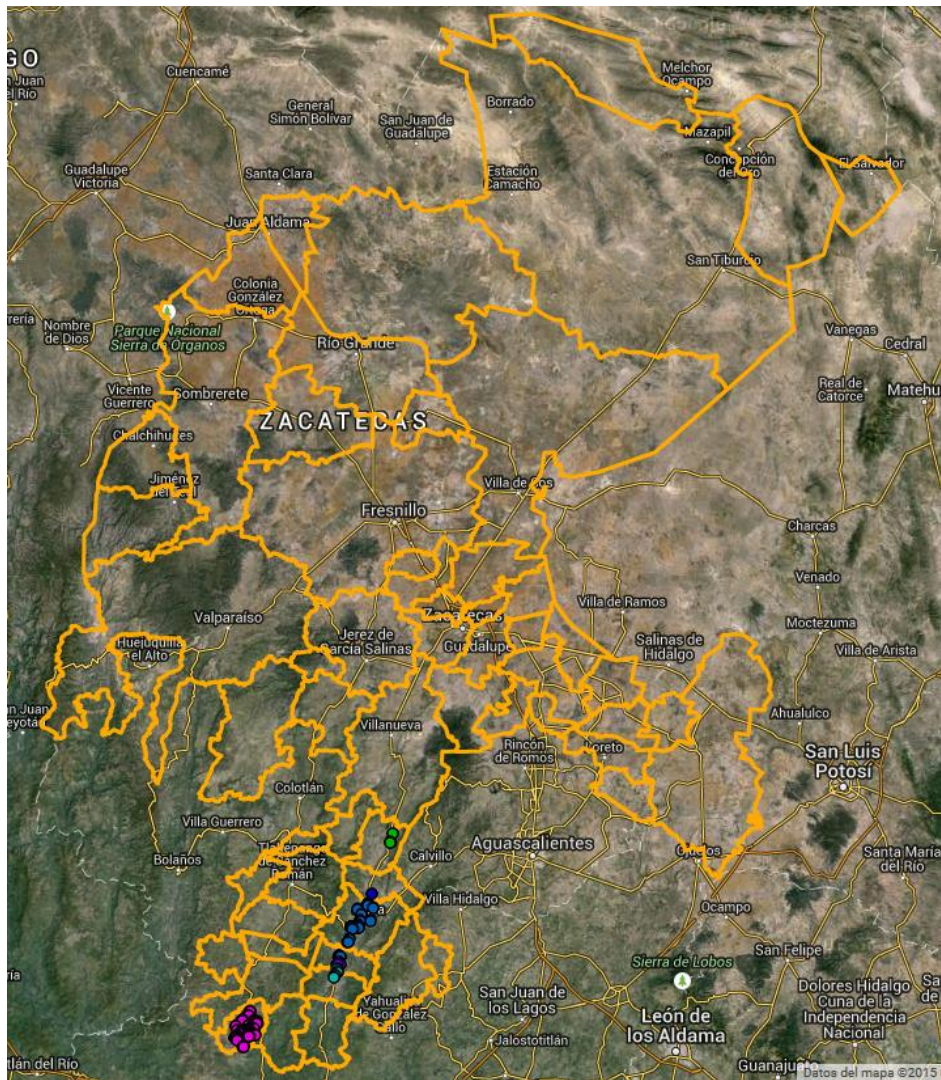 GO
Cuencamé
Melchor
Ocampo
San Juan
del Río
General
Simón Bolívar
Borrado
San Juan de
Guadalupe
Mazapil
Concepción
del Oro
El Salvador
Guadalupe
Victoria
Santa Clara
Estación
Camacho
Juan Aldama
San Tiburcio
Colonia
González
Ortega
Parque Nacional
Sierra de Organos
Nombre
de Dios
Río Grande
Vanegas
Cedral
Vicente
Guerrero
Sombrerete
Real de
Catorce
Matehu
ZACATECAS
Chalchihuites
Jiménez
del Teul
Villa de Cos
Fresnillo
Charcas
Venado
Villa de Ramos
Valparaíso
Zacatecas
Guadalupe
Moctezuma
Huejuquilla
el Alto
Jerez de
García Salinas
Salinas de
Hidalgo
Villa de Arista
San Juan
Villanueva
Ahualulco
Rincón
de Romos
Loreto
San Luis
Potosí
Colotlán
Villa Guerrero
Aguascalientes
Tlaltenango
de Sánchez
Román
Bolaños
Calvillo
Ojuelos
Santa María
del Río
Villa Hidalgo
Ocampo
San Felipe
Sierra de Lobos
Yahualica
de González
Gallo
San Juan de
los Lagos
León de
los Aldama
Dolores Hidalgo
Cuna de la
Independencia
Nacional
Jalostotitlán
tlán del Río
Guanajuato
Datos del mapa ©2015